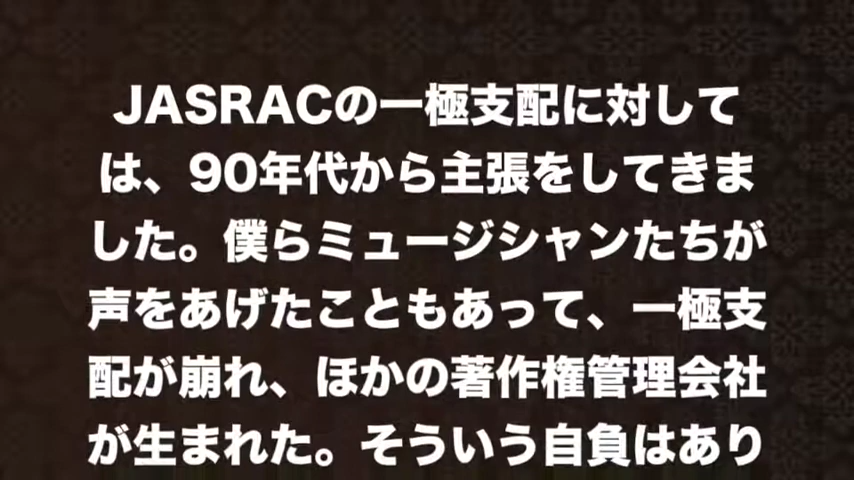 JASRACの一極支配に対して
は、90年代から主張をしてきま
した。僕らミュージシャンたちが
声をあげたこともあって、一極支
配が崩れ、ほかの著作権管理会社
が生まれた。そういう自負はあり